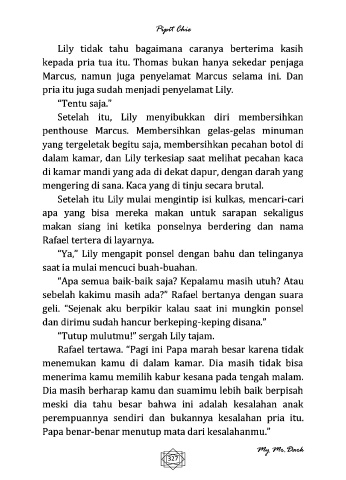 Pipit Chie
Lily tidak tahu bagaimana caranya berterima kasih
kepada pria tua itu. Thomas bukan hanya sekedar penjaga
Marcus, namun juga penyelamat Marcus selama ini. Dan
pria itu juga sudah menjadi penyelamat Lily.
“Tentu saja.”
Setelah itu, Lily menyibukkan diri membersihkan
penthouse Marcus. Membersihkan gelas-gelas minuman
yang tergeletak begitu saja, membersihkan pecahan botol di
dalam kamar, dan Lily terkesiap saat melihat pecahan kaca
di kamar mandi yang ada di dekat dapur, dengan darah yang
mengering di sana. Kaca yang di tinju secara brutal.
Setelah itu Lily mulai mengintip isi kulkas, mencari-cari
apa yang bisa mereka makan untuk sarapan sekaligus
makan siang ini ketika ponselnya berdering dan nama
Rafael tertera di layarnya.
“Ya,” Lily mengapit ponsel dengan bahu dan telinganya
saat ia mulai mencuci buah-buahan.
“Apa semua baik-baik saja? Kepalamu masih utuh? Atau
sebelah kakimu masih ada?” Rafael bertanya dengan suara
geli. “Sejenak aku berpikir kalau saat ini mungkin ponsel
dan dirimu sudah hancur berkeping-keping disana.”
“Tutup mulutmu!” sergah Lily tajam.
Rafael tertawa. “Pagi ini Papa marah besar karena tidak
menemukan kamu di dalam kamar. Dia masih tidak bisa
menerima kamu memilih kabur kesana pada tengah malam.
Dia masih berharap kamu dan suamimu lebih baik berpisah
meski dia tahu besar bahwa ini adalah kesalahan anak
perempuannya sendiri dan bukannya kesalahan pria itu.
Papa benar-benar menutup mata dari kesalahanmu.”
327
My Mr. Dark